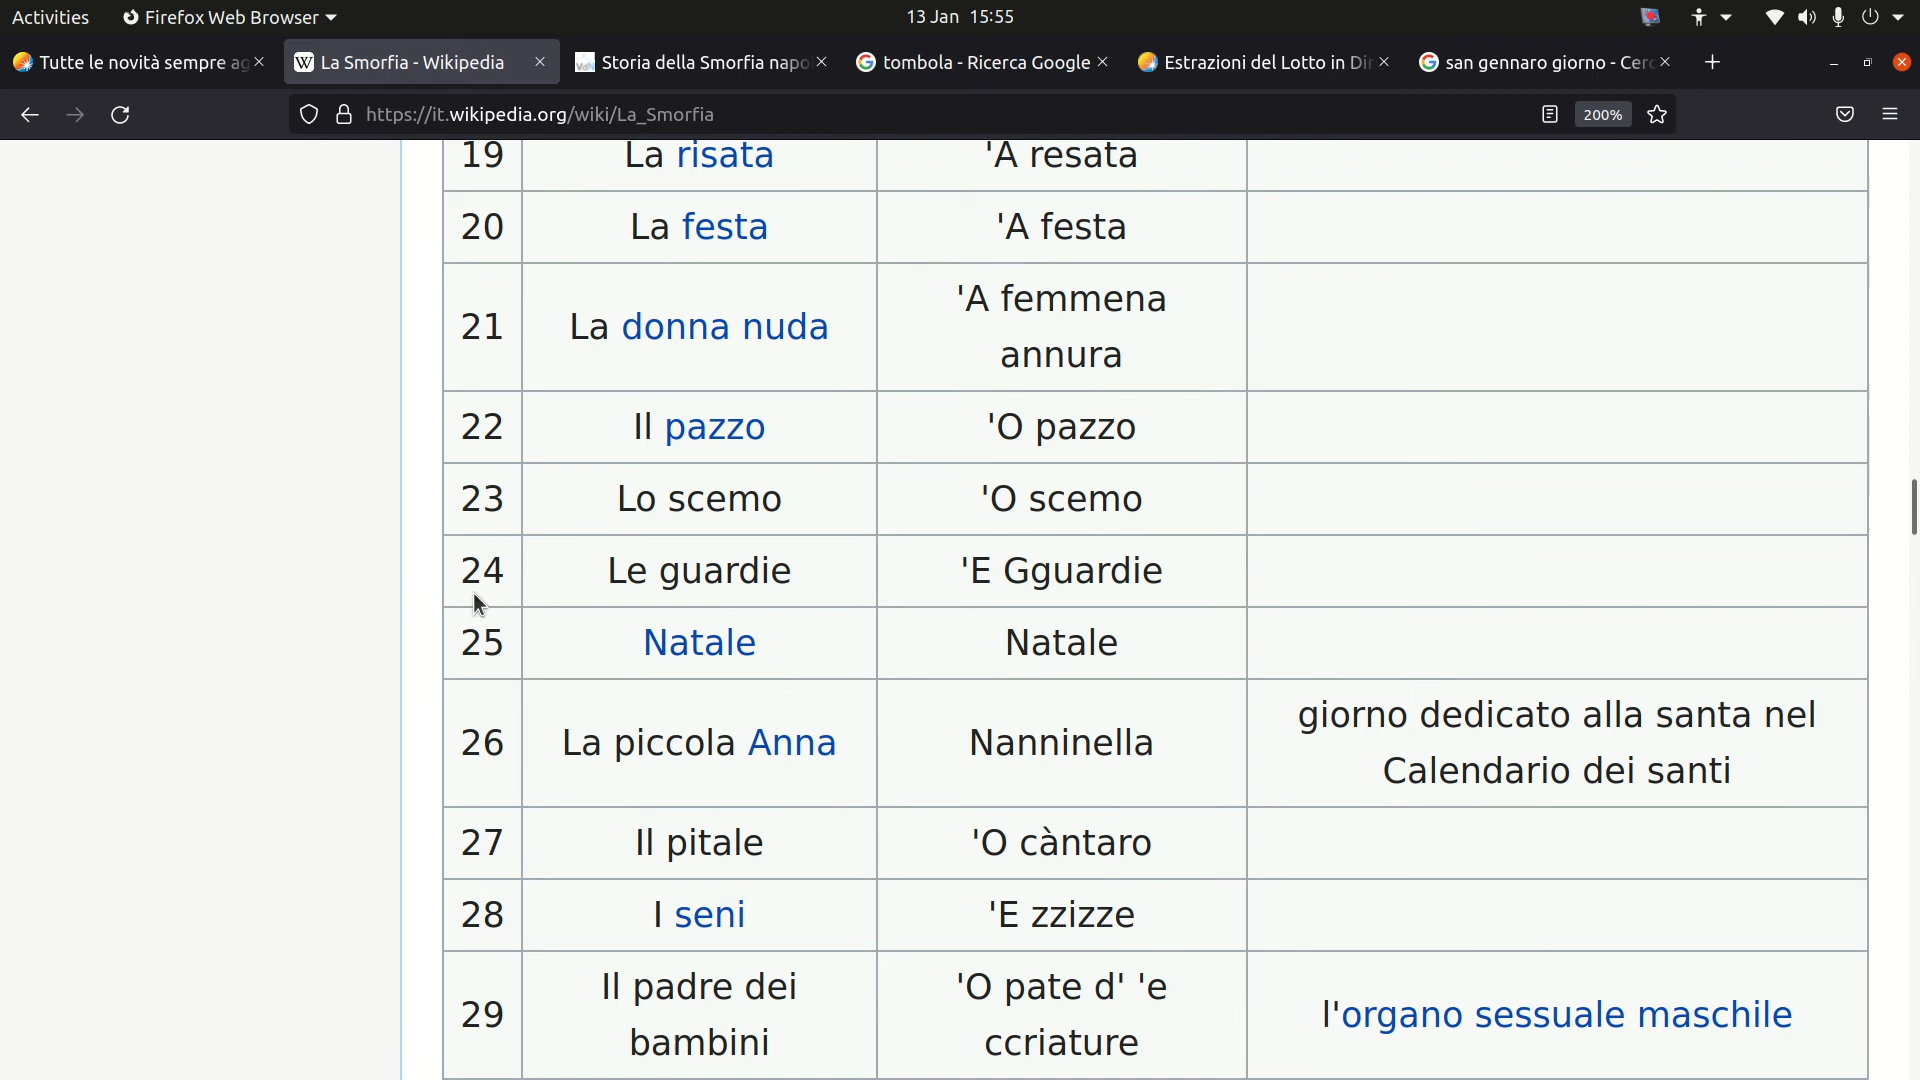 Activities Firefox Web Browser 13 Jan 15:55
Tutte le novità sempre ag La Smorfia - Wikipedia Storia della Smorfia napo tombola - Ricerca Google Estrazioni del Lotto in Dir san gennaro giorno - Cerc
https://it.wikipedia.org/wiki/La_Smorfia 200%
19 La risata 'A resata
20 La festa 'A festa
21 La donna nuda 'A femmena
annura
22 Il pazzo 'O pazzo
23 Lo scemo 'O scemo
24 Le guardie 'E Gguardie
25 Natale Natale
26 La piccola Anna Nanninella giorno dedicato alla santa nel
Calendario dei santi
27 Il pitale 'O càntaro
28 I seni 'E zzizze
29 Il padre dei
bambini 'O pate d' 'e
ccriature l'organo sessuale maschile